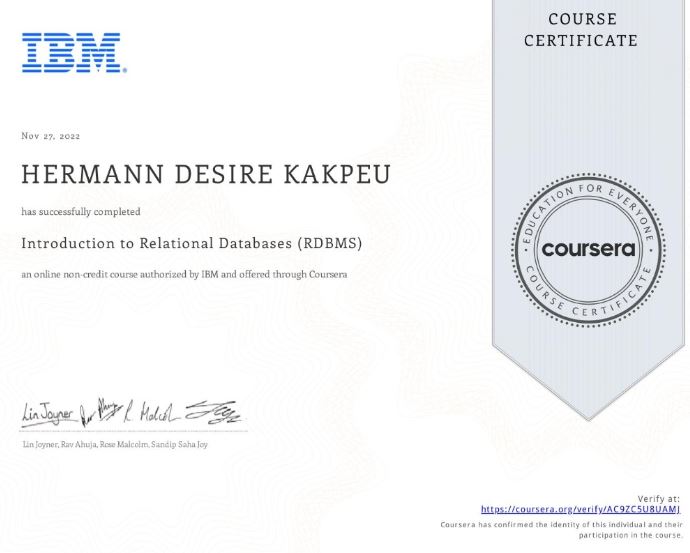 IBM®
COURSE
CERTIFICATE
Nov 27, 2022
HERMANN DESIRE KAKPEU
has successfully completed
Introduction to Relational Databases (RDBMS)
an online non-credit course authorized by IBM and offered through Coursera
EDUCATION FOR EVERYONE
coursera
COURSE CERTIFICATE
Lin Joyner
Lin Joyner, Rav Ahuja, Rose Malcolm, Sandip Saha Joy
Verify at:
https://coursera.org/verify/AC9ZC5U8UAMJ
Coursera has confirmed the identity of this individual and their
participation in the course.